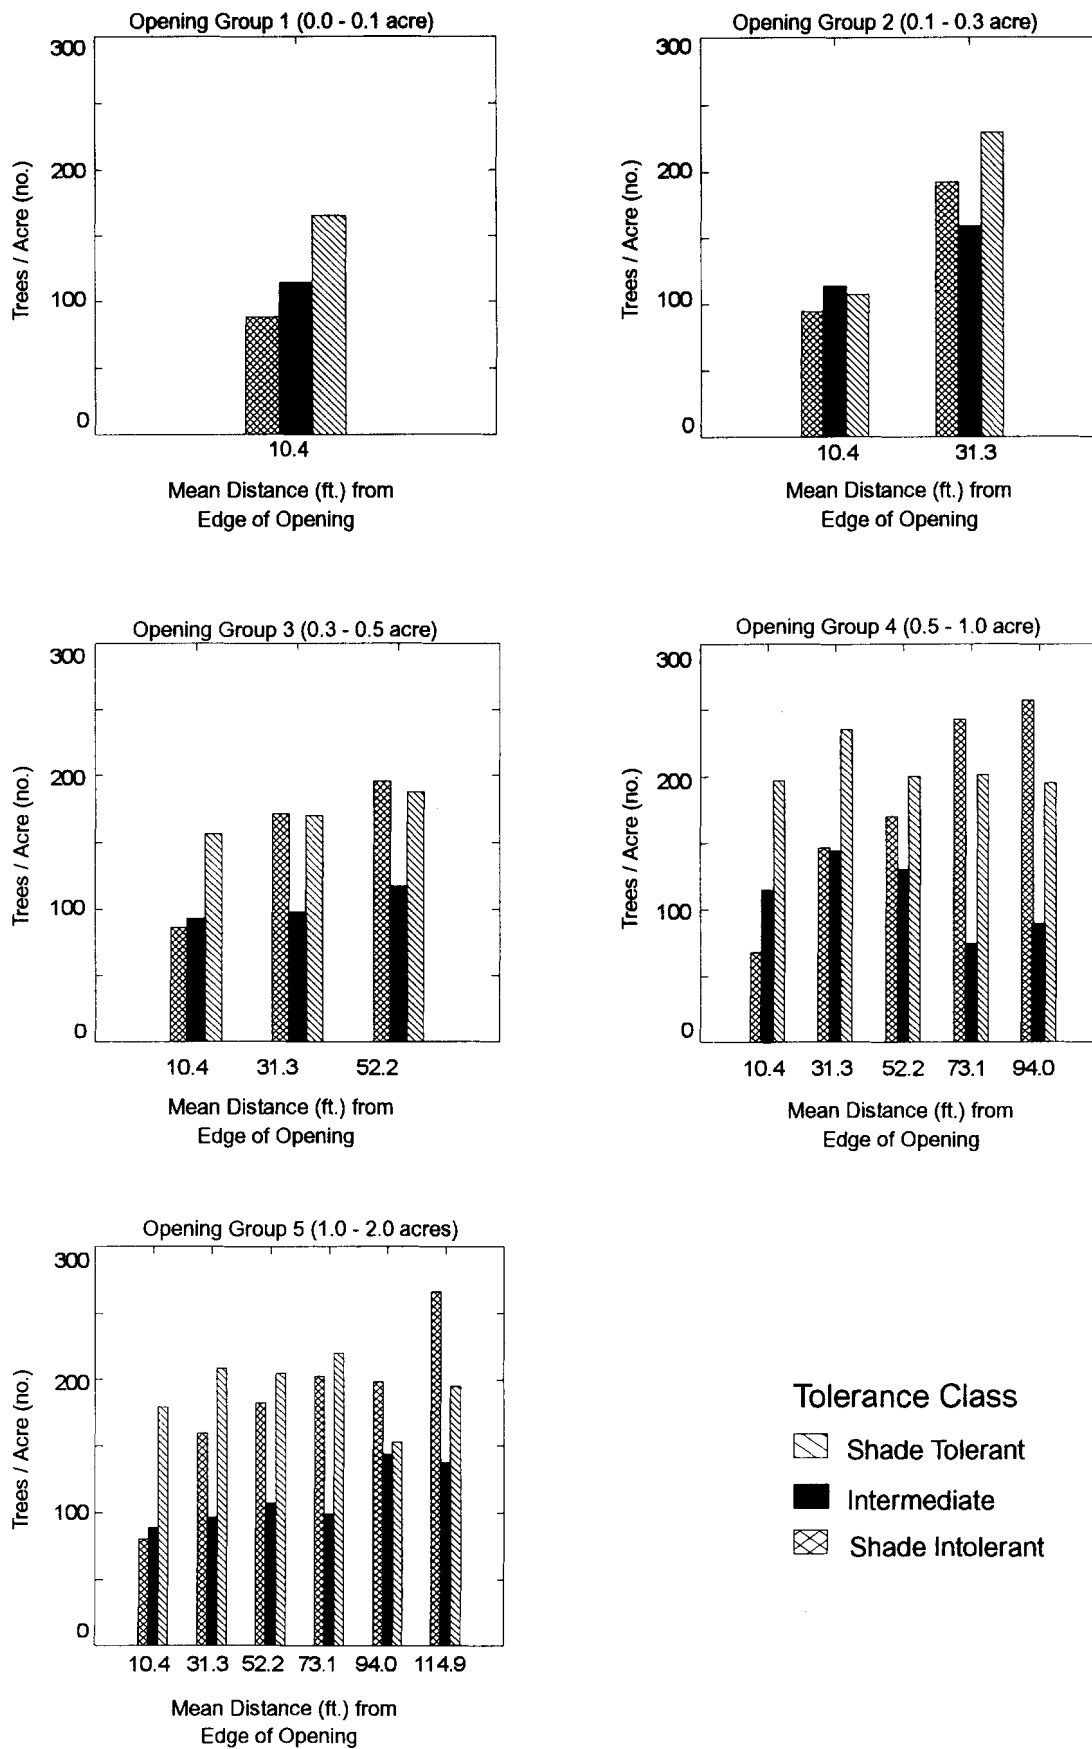 Opening Group 1 (0.0 - 0.1 acre)
300
200
100
0
Trees / Acre (no.)
10.4
Mean Distance (ft.) from
Edge of Opening
Opening Group 2 (0.1 - 0.3 acre)
300
200
100
0
Trees / Acre (no.)
10.4 31.3
Mean Distance (ft.) from
Edge of Opening
Opening Group 3 (0.3 - 0.5 acre)
300
200
100
0
Trees / Acre (no.)
10.4 31.3 52.2
Mean Distance (ft.) from
Edge of Opening
Opening Group 4 (0.5 - 1.0 acre)
300
200
100
0
Trees / Acre (no.)
10.4 31.3 52.2 73.1 94.0
Mean Distance (ft.) from
Edge of Opening
Opening Group 5 (1.0 - 2.0 acres)
300
200
100
0
Trees / Acre (no.)
10.4 31.3 52.2 73.1 94.0 114.9
Mean Distance (ft.) from
Edge of Opening
Tolerance Class
Shade Tolerant
Intermediate
Shade Intolerant